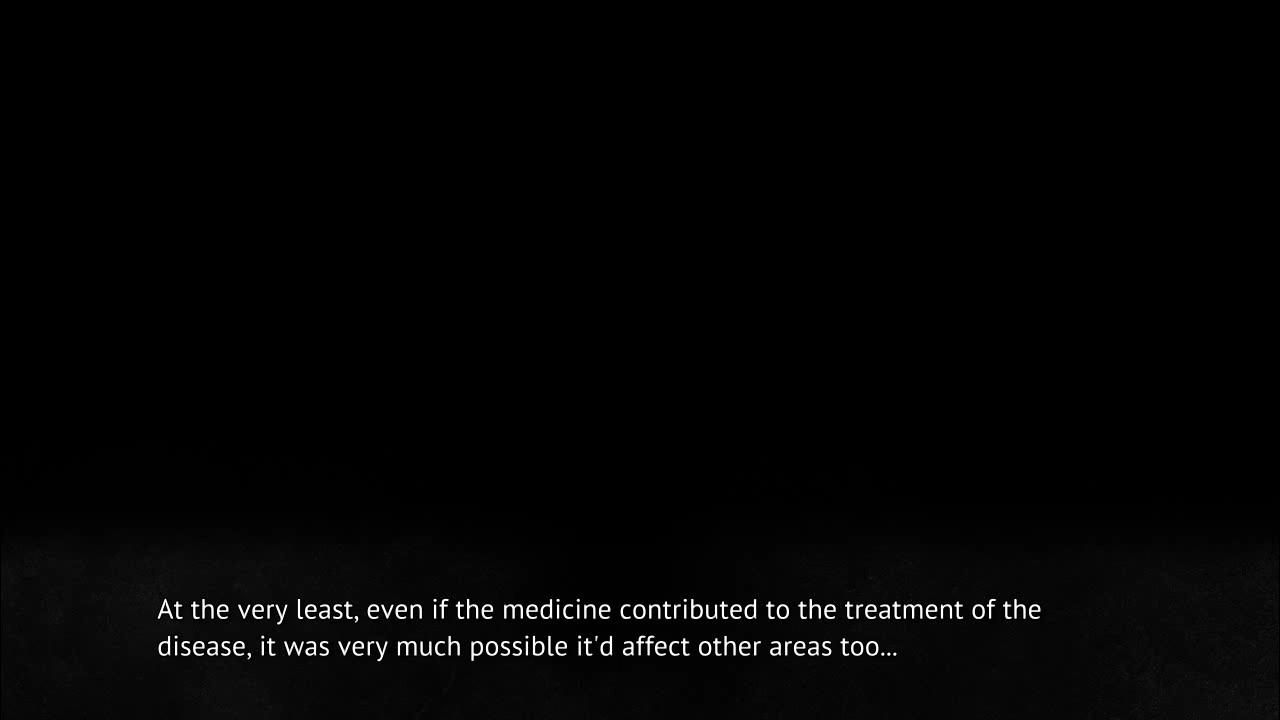 At the very least, even if the medicine contributed to the treatment of the
disease, it was very much possible it'd affect other areas too...